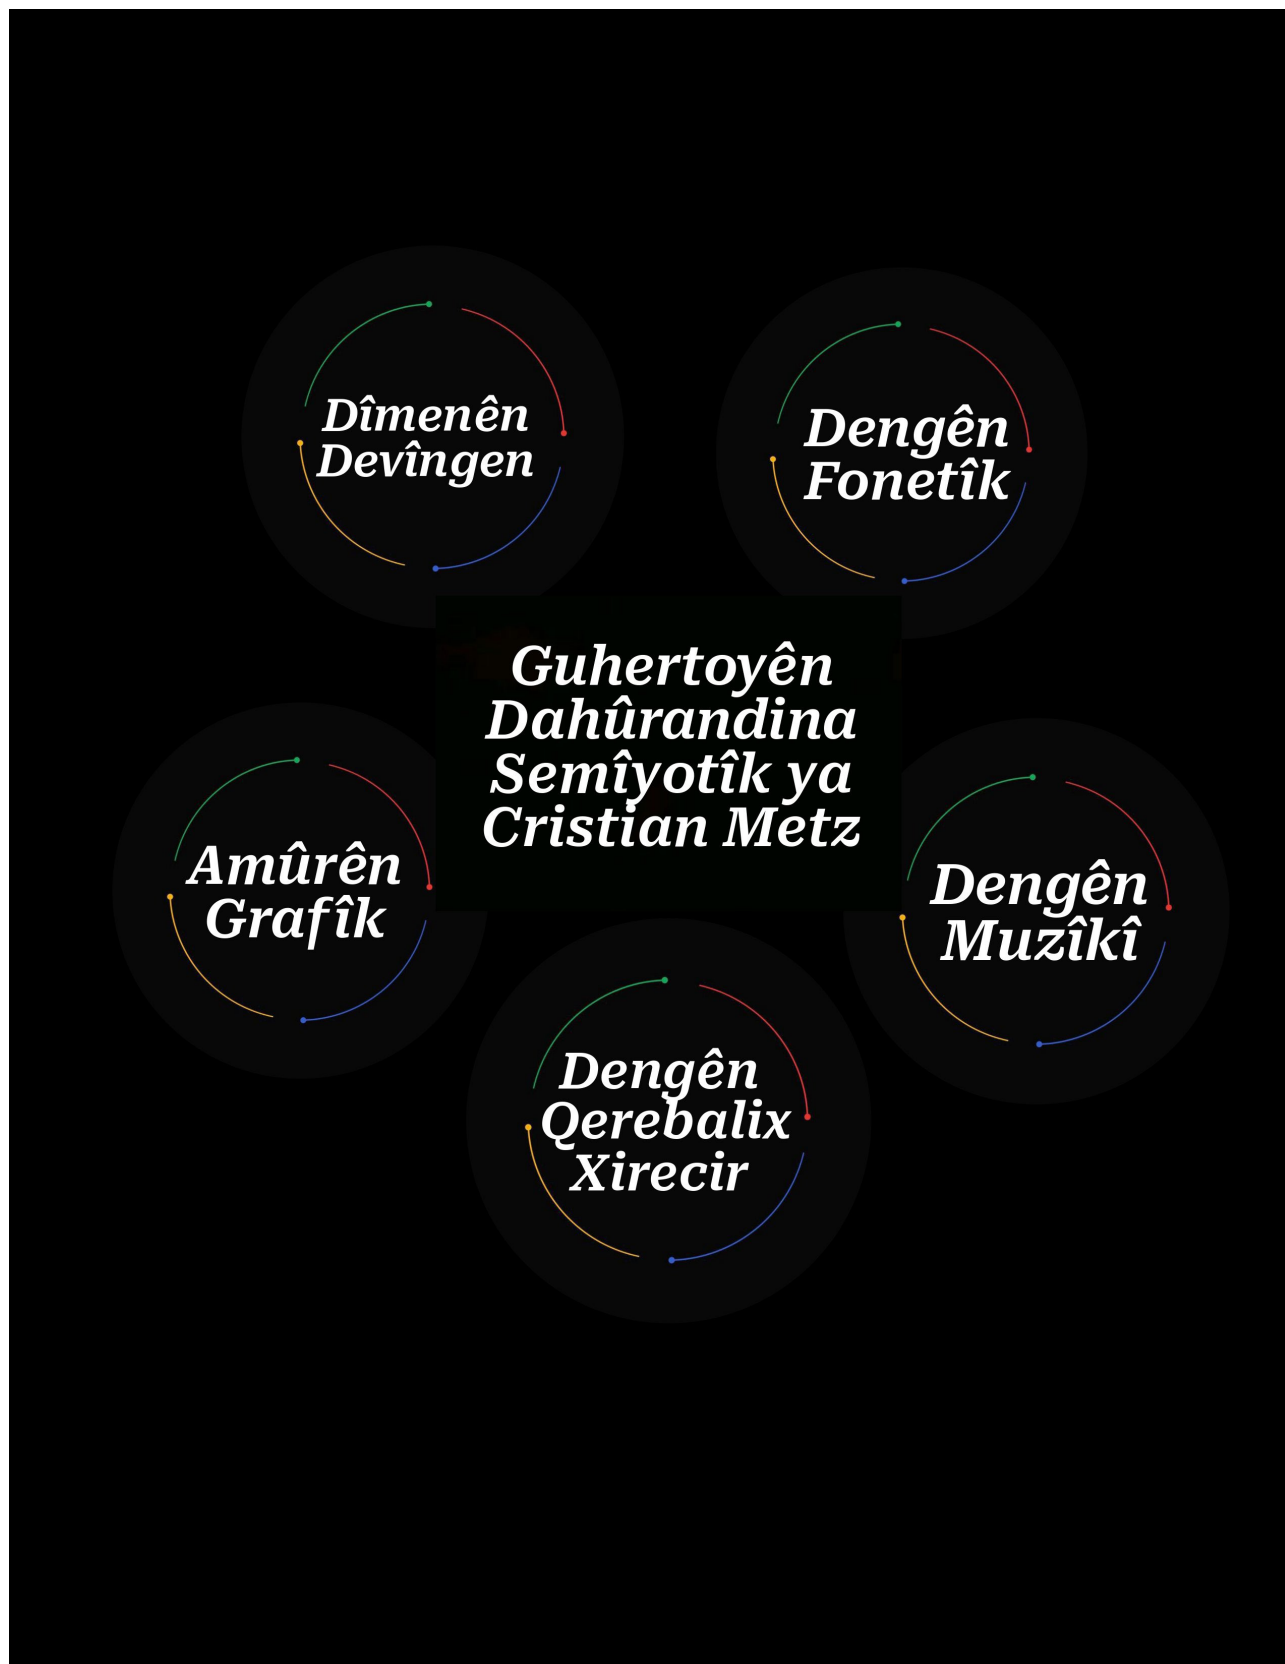 Dîmenên
Devîngen
Dengên
Fonetîk
Guhertoyên
Dahûrandina
Semîyotîk ya
Cristian Metz
Amûrên
Grafîk
Dengên
Muzîkî
Dengên
Qerebalix
Xirecir